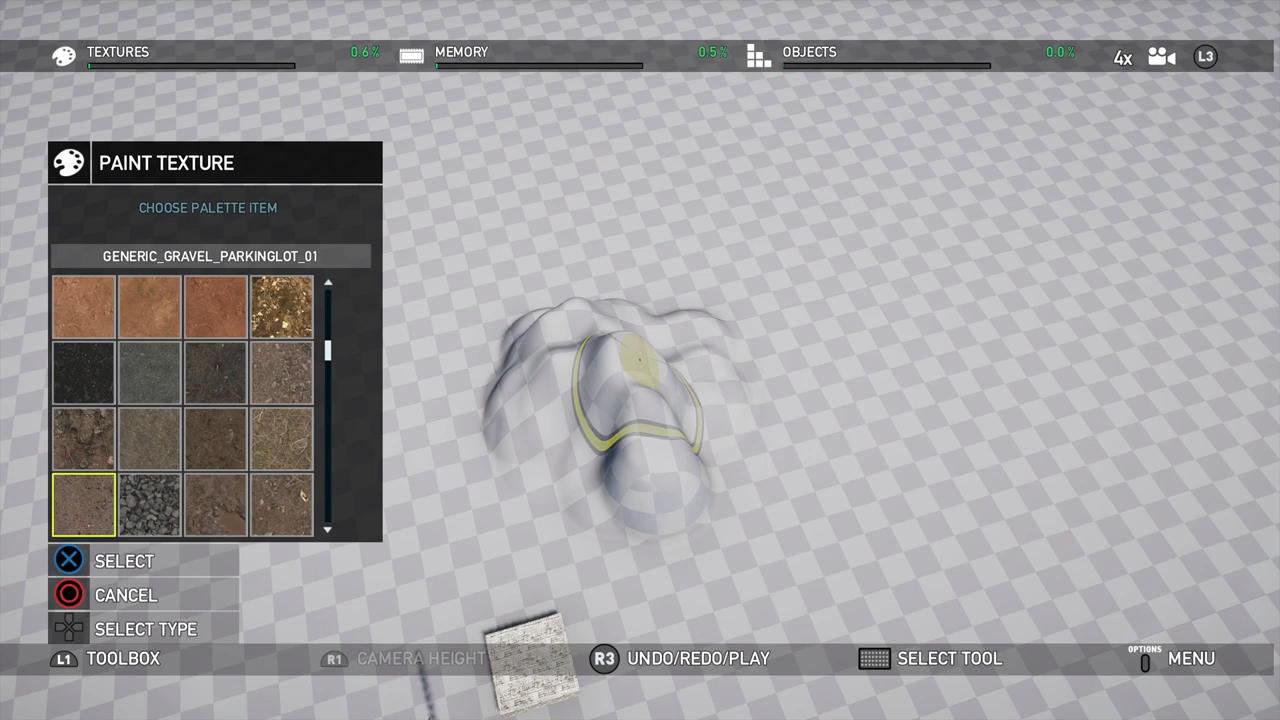 TEXTURES 0.6 % MEMORY 0.5 % OBJECTS 0.0 % 4x L3
PAINT TEXTURE
CHOOSE PALETTE ITEM
GENERIC_GRAVEL_PARKINGLOT_01
SELECT
CANCEL
SELECT TYPE
L1 TOOLBOX R1 CAMERA HEIGHT R3 UNDO/REDO/PLAY SELECT TOOL OPTIONS MENU